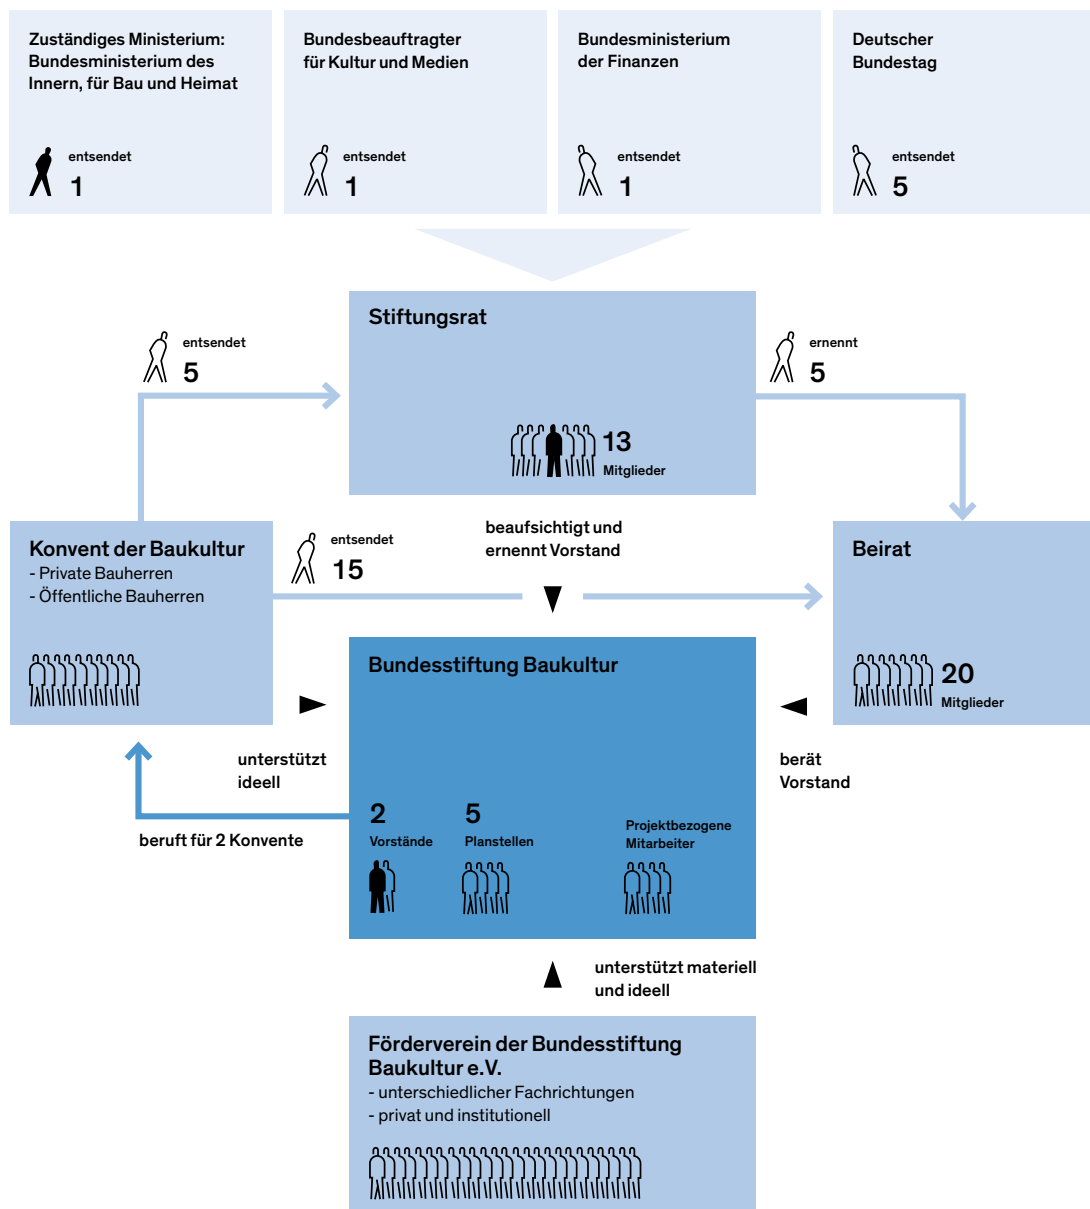 Zuständiges Ministerium:
Bundesministerium des
Innern, für Bau und Heimat
entsendet
1
Bundesbeauftragter
für Kultur und Medien
entsendet
1
Bundesministerium
der Finanzen
entsendet
1
Deutscher
Bundestag
entsendet
5
Stiftungsrat
13
Mitglieder
entsendet
5
ernennt
5
Konvent der Baukultur
- Private Bauherren
- Öffentliche Bauherren
entsendet
15
beaufsichtigt und
ernennt Vorstand
Beirat
20
Mitglieder
Bundesstiftung Baukultur
2
Vorstände
5
Planstellen
Projektbezogene
Mitarbeiter
unterstützt
ideell
berät
Vorstand
beruft für 2 Konvente
unterstützt materiell
und ideell
Förderverein der Bundesstiftung
Baukultur e.V.
- unterschiedlicher Fachrichtungen
- privat und institutionell